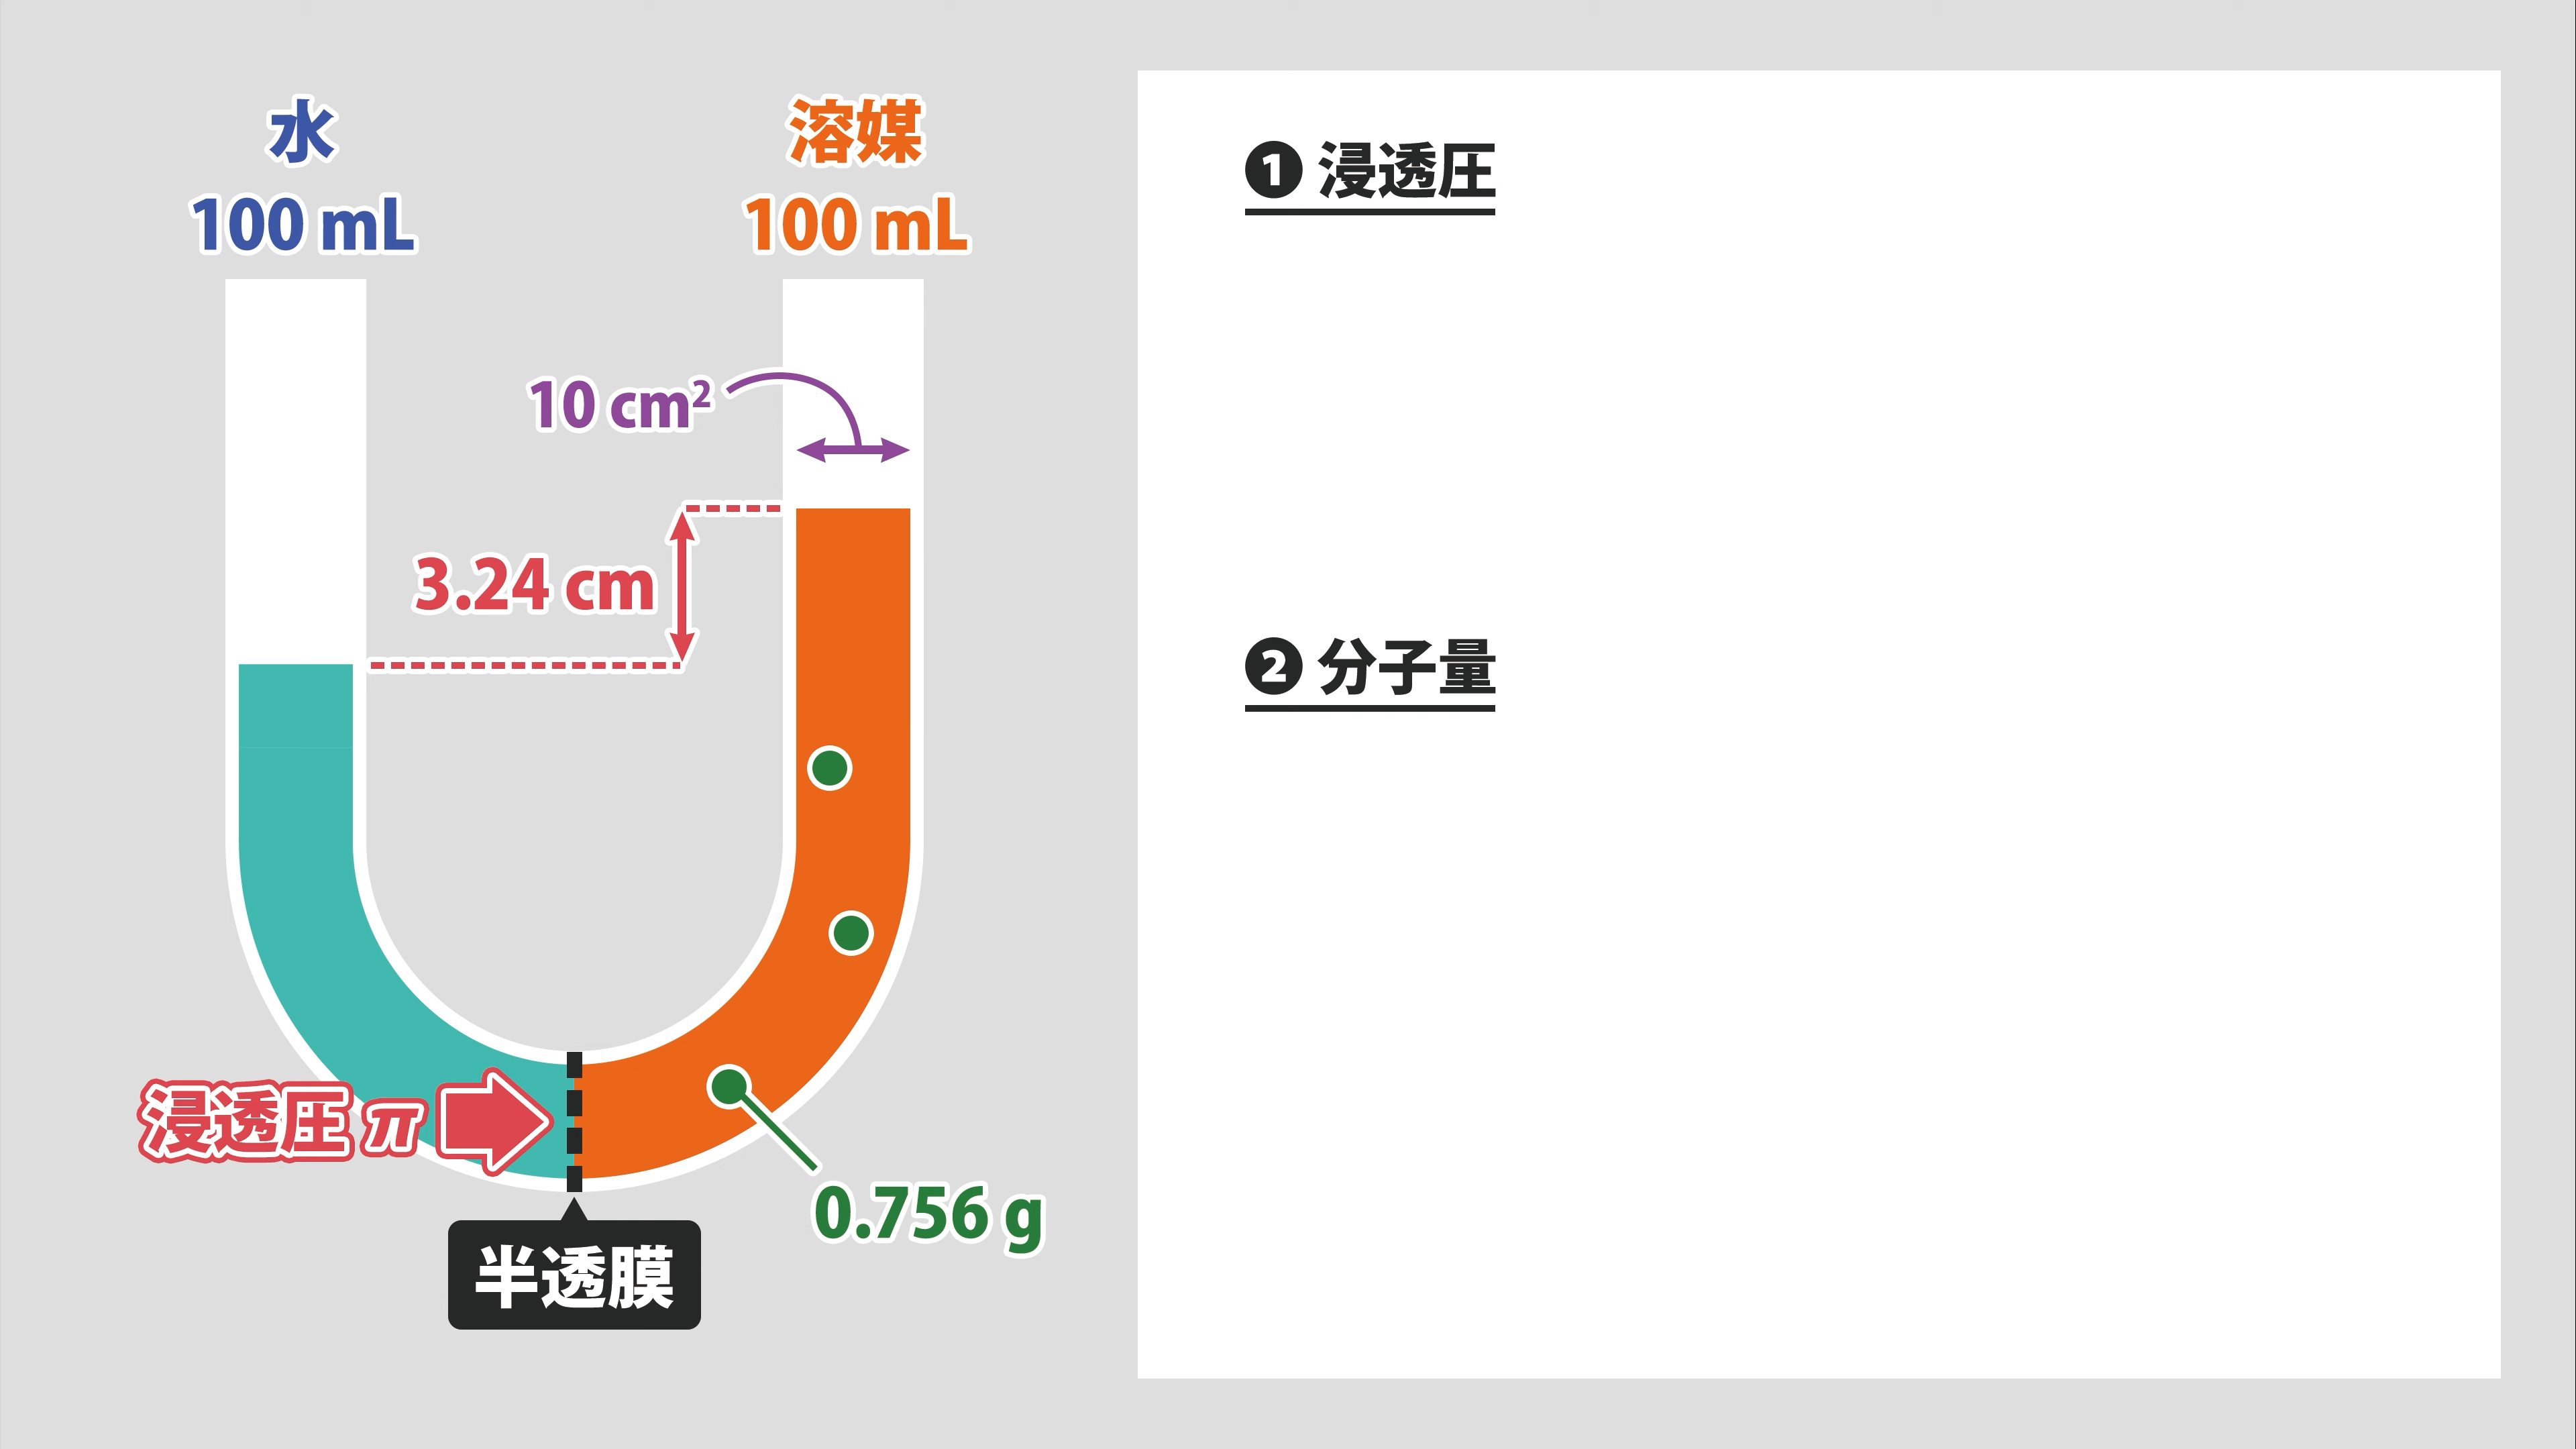 水
100 mL
溶媒
100 mL
10 cm²
3.24 cm
浸透圧 π
0.756 g
半透膜
❶ 浸透圧
❷ 分子量